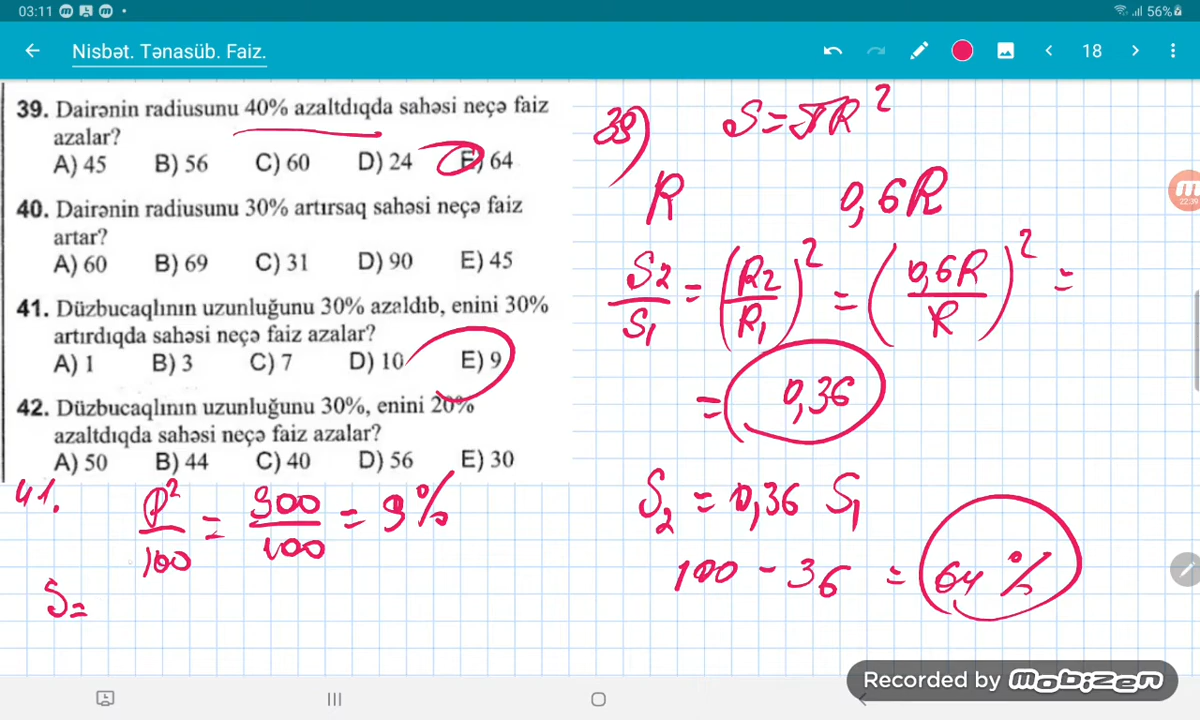 03:11
56%
Nisbət. Tənasüb. Faiz.
18
39. Dairənin radiusunu 40% azaltdıqda sahəsi neçə faiz
azalar?
A) 45 B) 56 C) 60 D) 24 E) 64
40. Dairənin radiusunu 30% artırsaq sahəsi neçə faiz
artar?
A) 60 B) 69 C) 31 D) 90 E) 45
41. Düzbucaqlının uzunluğunu 30% azaldıb, enini 30%
artırdıqda sahəsi neçə faiz azalar?
A) 1 B) 3 C) 7 D) 10 E) 9
42. Düzbucaqlının uzunluğunu 30%, enini 20%
azaltdıqda sahəsi neçə faiz azalar?
A) 50 B) 44 C) 40 D) 56 E) 30
41. P²/100 = 900/100 = 9%
S=
39) S=πR²
R 0,6R
S2/S1 = (R2/R1)² = (0,6R/R)² =
= 0,36
S2 = 0,36 S1
100 - 36 = 64%
m
22:39
Recorded by mobizen